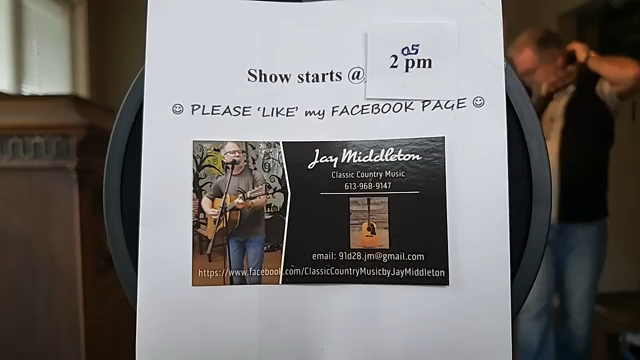 Show starts @ 2 05 pm
☺ PLEASE ‘LIKE’ my FACEBOOK PAGE ☺
Jay Middleton
Classic Country Music
613-968-9147
email: 91d28.jm@gmail.com
https://www.facebook.com/ClassicCountryMusicbyJayMiddleton